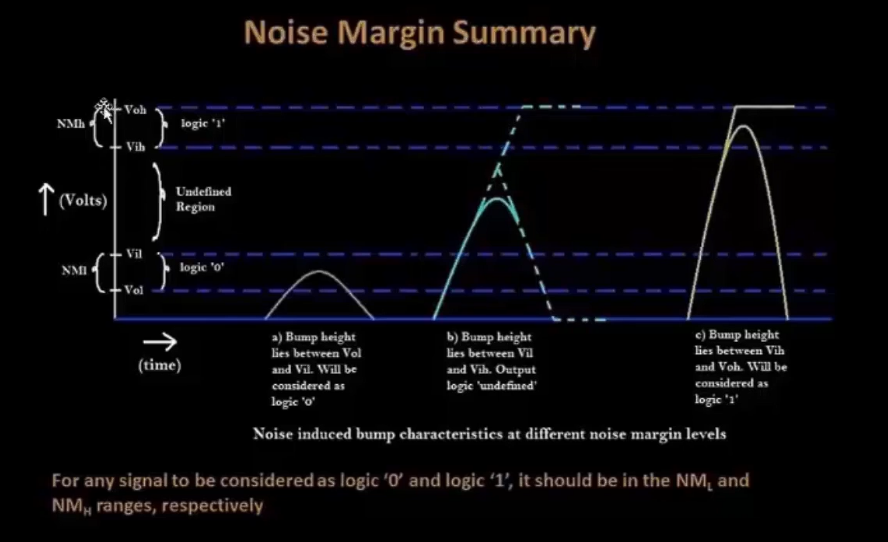 Noise Margin Summary
Voh
NMh
logic '1'
Vih
Undefined
Region
(Volts)
Vil
NMl
logic '0'
Vol
(time)
a) Bump height
lies between Vol
and Vil. Will be
considered as
logic '0'
b) Bump height
lies between Vil
and Vih. Output
logic 'undefined'
c) Bump height
lies between Vih
and Voh. Will be
considered as
logic '1'
Noise induced bump characteristics at different noise margin levels
For any signal to be considered as logic '0' and logic '1', it should be in the NML and
NMH ranges, respectively